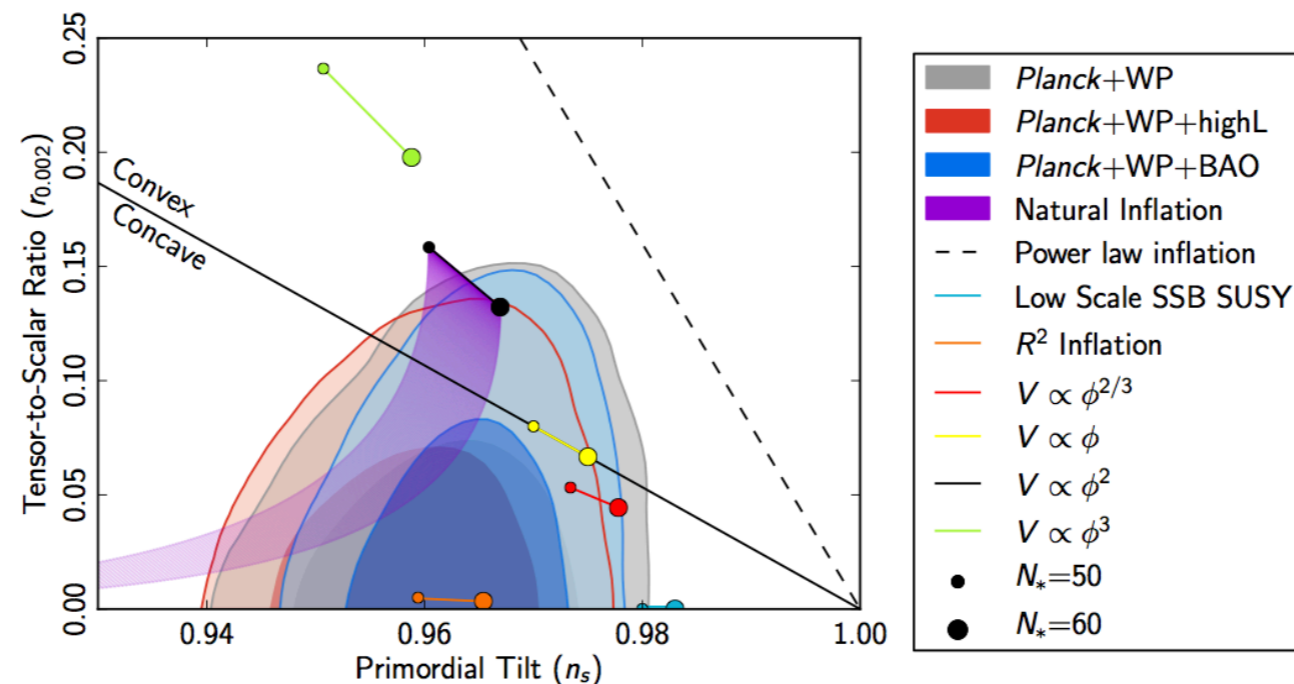 0.25
0.20
0.15
0.10
0.05
0.00
Tensor-to-Scalar Ratio (r₀.₀₀₂)
Convex
Concave
0.94
0.96
0.98
1.00
Primordial Tilt (nₛ)
Planck+WP
Planck+WP+highL
Planck+WP+BAO
Natural Inflation
Power law inflation
Low Scale SSB SUSY
R² Inflation
V ∝ φ²ᐟ³
V ∝ φ
V ∝ φ²
V ∝ φ³
N*=50
N*=60